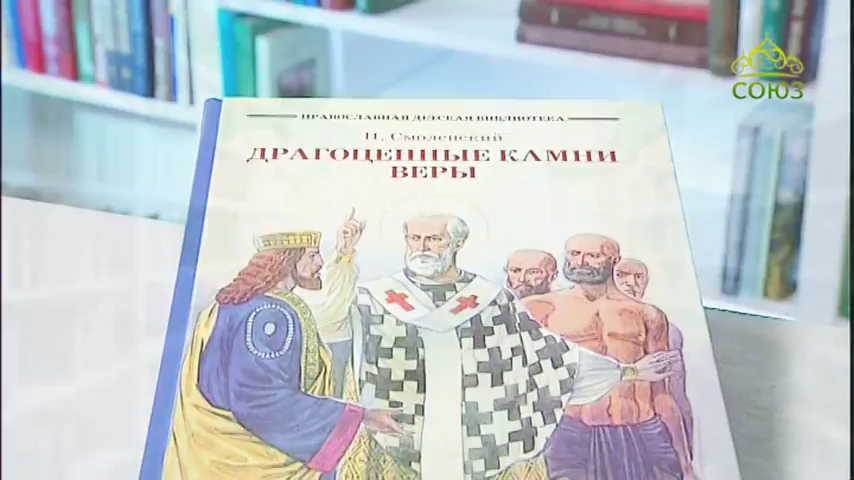 СОЮЗ
ПРАВОСЛАВНАЯ ДЕТСКАЯ БИБЛИОТЕКА
Н. Смоленский
ДРАГОЦЕННЫЕ КАМНИ
ВЕРЫ